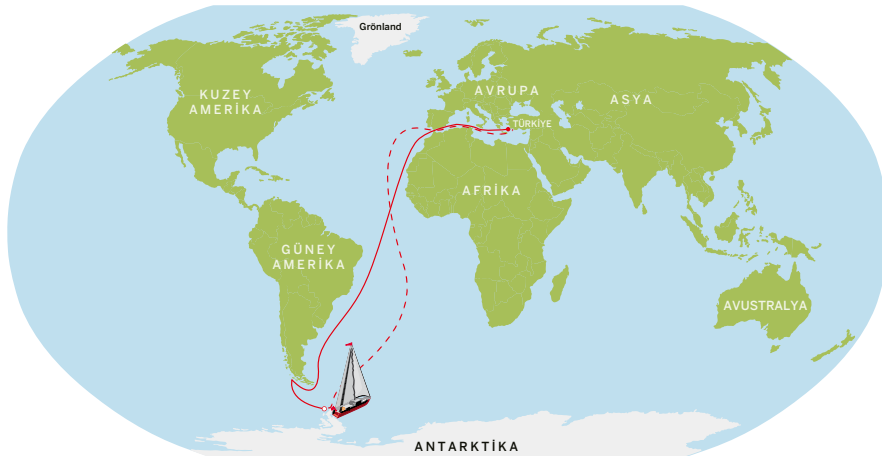 Grönland
KUZEY
AMERİKA
AVRUPA
ASYA
TÜRKİYE
AFRİKA
GÜNEY
AMERİKA
AVUSTRALYA
ANTARKTİKA